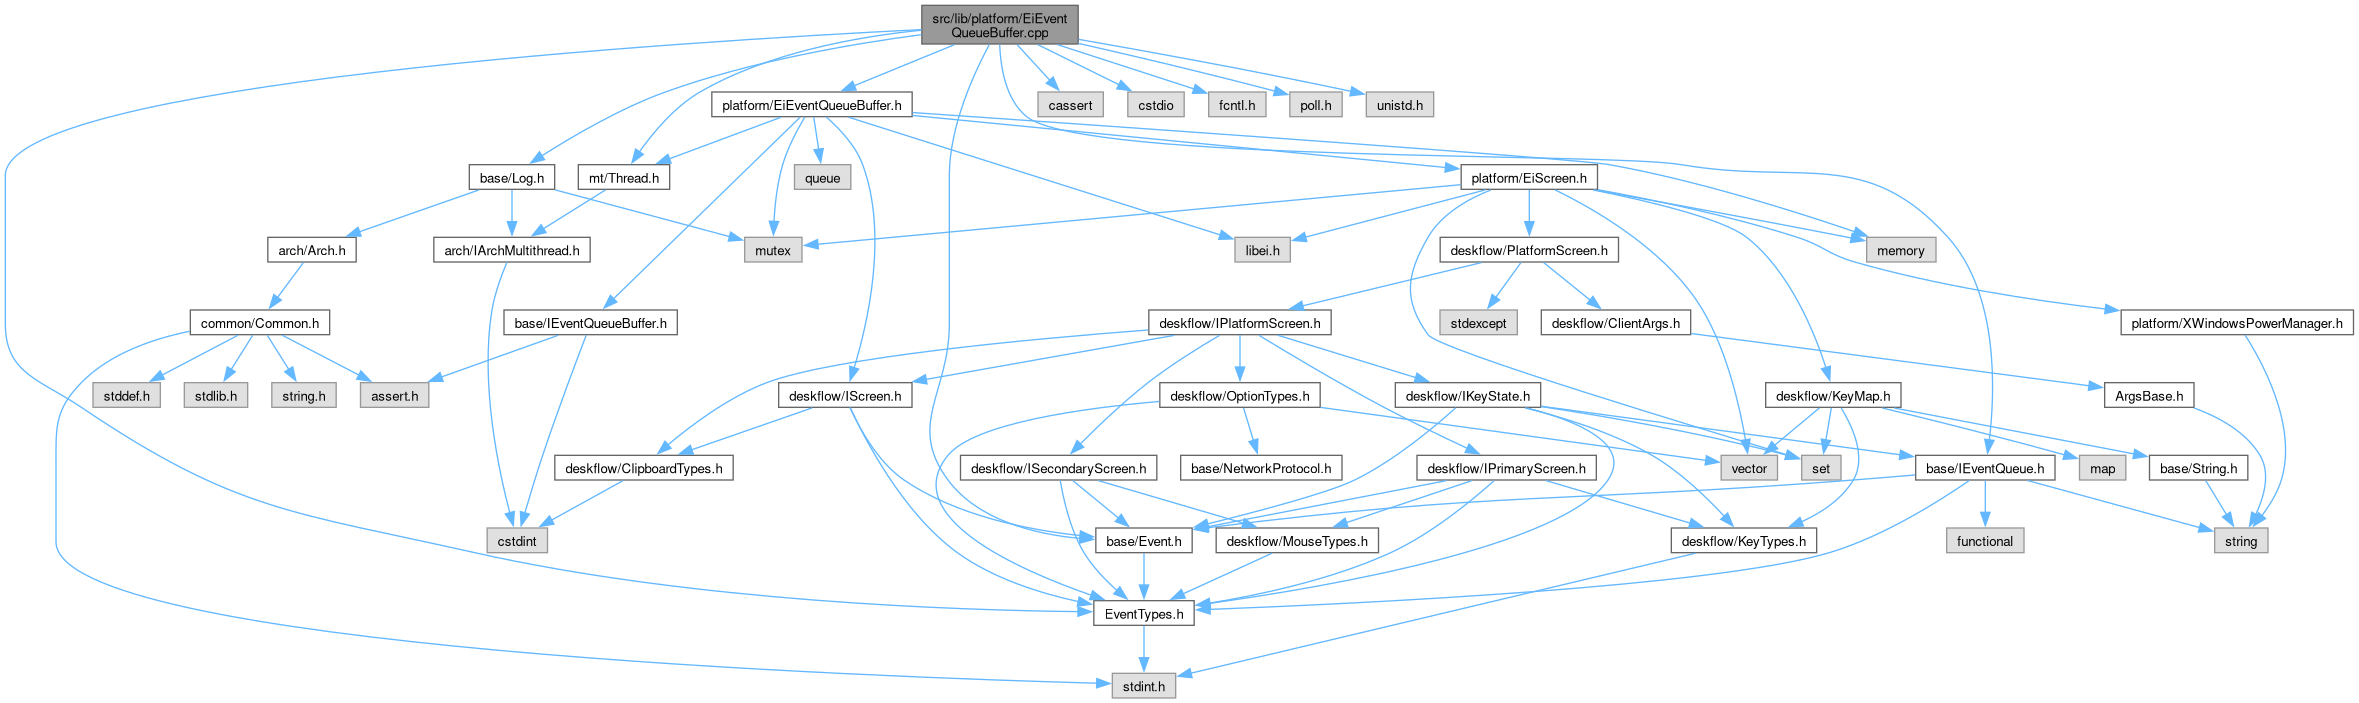 src/lib/platform/EiEvent
QueueBuffer.cpp
platform/EiEventQueueBuffer.h
cassert
cstdio
fcntl.h
poll.h
unistd.h
base/Log.h
mt/Thread.h
queue
platform/EiScreen.h
arch/Arch.h
arch/IArchMultithread.h
mutex
libei.h
deskflow/PlatformScreen.h
memory
common/Common.h
base/IEventQueueBuffer.h
deskflow/IPlatformScreen.h
stdexcept
deskflow/ClientArgs.h
platform/XWindowsPowerManager.h
stddef.h
stdlib.h
string.h
assert.h
deskflow/IScreen.h
deskflow/OptionTypes.h
deskflow/IKeyState.h
deskflow/KeyMap.h
ArgsBase.h
deskflow/ClipboardTypes.h
deskflow/ISecondaryScreen.h
base/NetworkProtocol.h
deskflow/IPrimaryScreen.h
vector
set
base/IEventQueue.h
map
base/String.h
cstdint
base/Event.h
deskflow/MouseTypes.h
deskflow/KeyTypes.h
functional
string
EventTypes.h
stdint.h